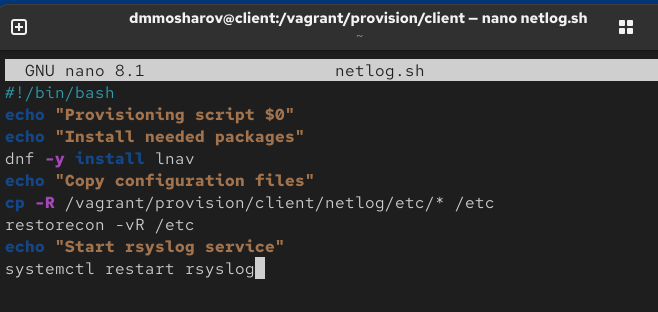 dmmosharov@client:/vagrant/provision/client — nano netlog.sh
~
GNU nano 8.1 netlog.sh
#!/bin/bash
echo "Provisioning script $0"
echo "Install needed packages"
dnf -y install lnav
echo "Copy configuration files"
cp -R /vagrant/provision/client/netlog/etc/* /etc
restorecon -vR /etc
echo "Start rsyslog service"
systemctl restart rsyslog